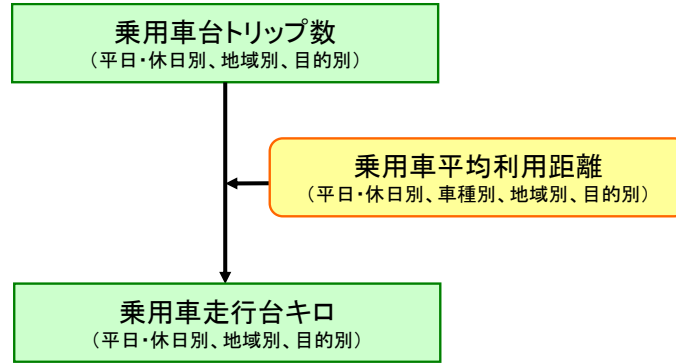 乗用車台トリップ数
（平日・休日別、地域別、目的別）
乗用車平均利用距離
（平日・休日別、車種別、地域別、目的別）
乗用車走行台キロ
（平日・休日別、地域別、目的別）